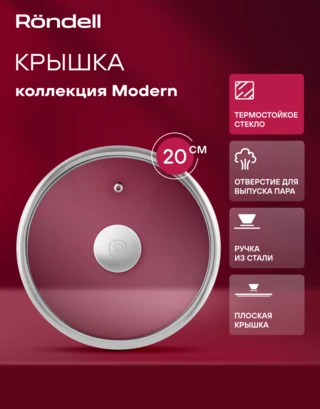 Röndell
КРЫШКА
коллекция Modern
20 СМ
ТЕРМОСТОЙКОЕ
СТЕКЛО
ОТВЕРСТИЕ ДЛЯ
ВЫПУСКА ПАРА
РУЧКА
ИЗ СТАЛИ
ПЛОСКАЯ
КРЫШКА